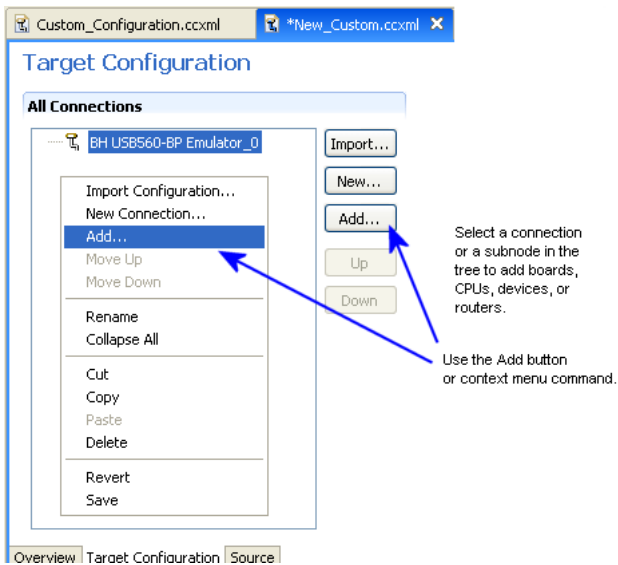 Custom_Configuration.ccxml
*New_Custom.ccxml
Target Configuration
All Connections
BH USB560-BP Emulator_0
Import...
New...
Add...
Up
Down
Import Configuration...
New Connection...
Add...
Move Up
Move Down
Rename
Collapse All
Cut
Copy
Paste
Delete
Revert
Save
Select a connection
or a subnode in the
tree to add boards,
CPUs, devices, or
routers.
Use the Add button
or context menu command.
Overview Target Configuration Source